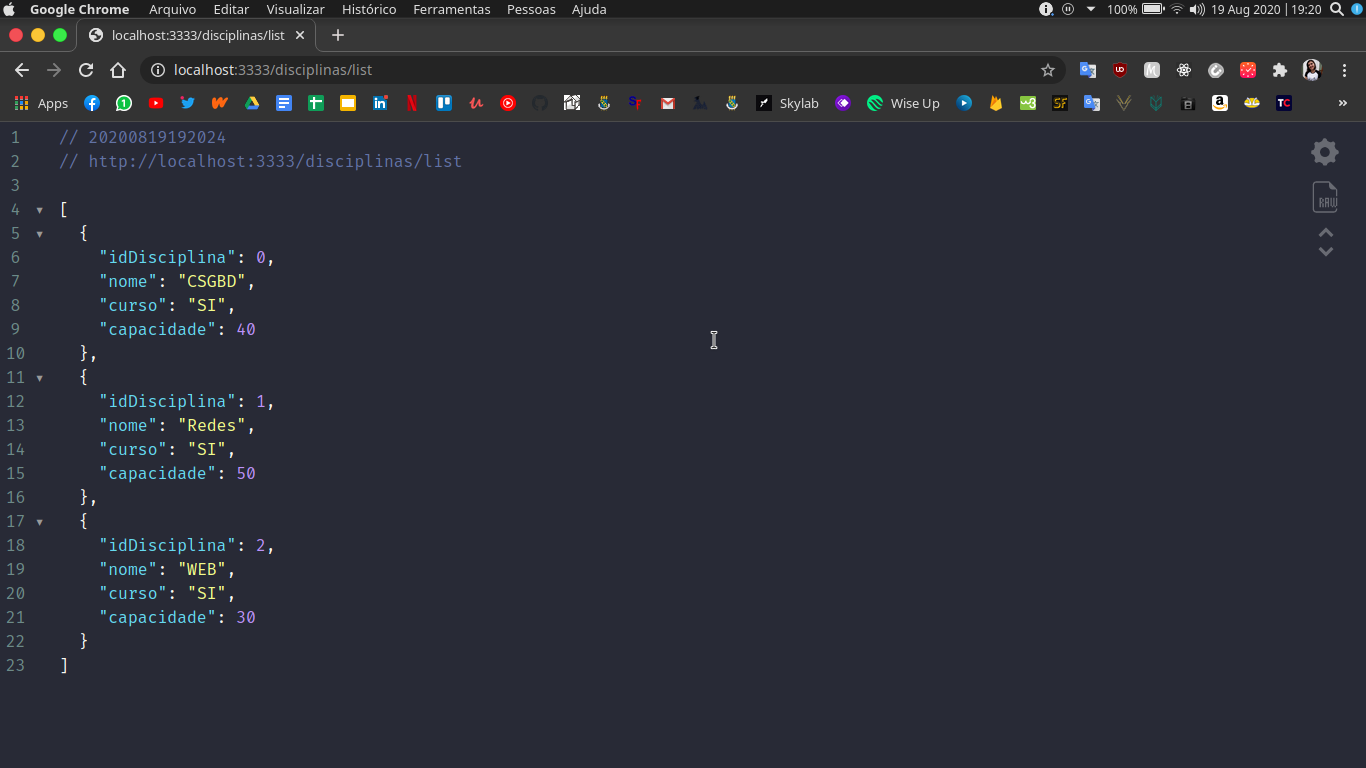 Google Chrome Arquivo Editar Visualizar Histórico Ferramentas Pessoas Ajuda 100% 19 Aug 2020 | 19:20
localhost:3333/disciplinas/list
localhost:3333/disciplinas/list
Apps Skylab Wise Up »
1 // 20200819192024
2 // http://localhost:3333/disciplinas/list
3
4 [
5 {
6 "idDisciplina": 0,
7 "nome": "CSGBD",
8 "curso": "SI",
9 "capacidade": 40
10 },
11 {
12 "idDisciplina": 1,
13 "nome": "Redes",
14 "curso": "SI",
15 "capacidade": 50
16 },
17 {
18 "idDisciplina": 2,
19 "nome": "WEB",
20 "curso": "SI",
21 "capacidade": 30
22 }
23 ]
RAW